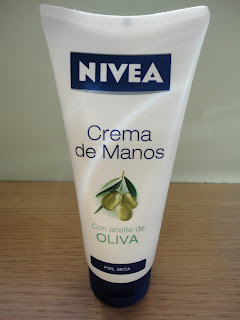 NIVEA
Crema
de Manos
Con aceite de
OLIVA
PIEL SECA